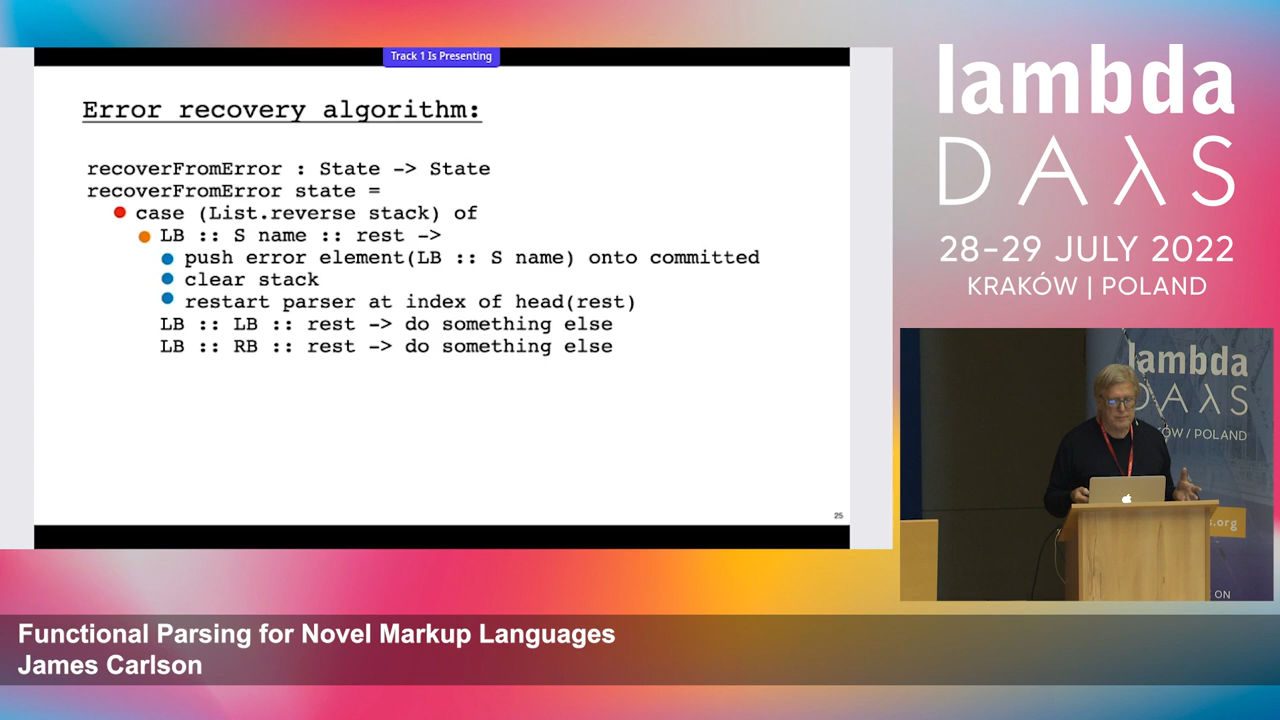 Track 1 Is Presenting
Error recovery algorithm:
recoverFromError : State -> State
recoverFromError state =
case (List.reverse stack) of
LB :: S name :: rest ->
push error element(LB :: S name) onto committed
clear stack
restart parser at index of head(rest)
LB :: LB :: rest -> do something else
LB :: RB :: rest -> do something else
25
lambda
DAλS
28–29 JULY 2022
KRAKÓW | POLAND
lambda
DAλS
ÓW / POLAND
s.org
ON
Functional Parsing for Novel Markup Languages
James Carlson